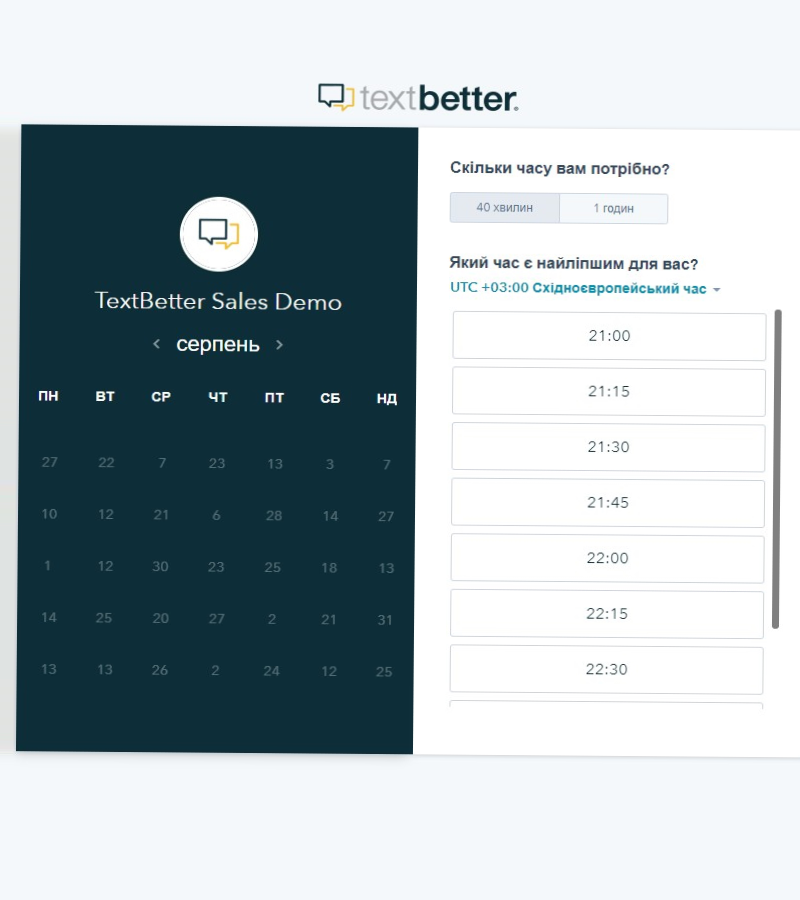 textbetter.
TextBetter Sales Demo
серпень
ПН ВТ СР ЧТ ПТ СБ НД
27 22 7 23 13 3 7
10 12 21 6 28 14 27
1 12 30 23 25 18 13
14 25 20 27 2 21 31
13 13 26 2 24 12 25
Скільки часу вам потрібно?
40 хвилин 1 годин
Який час є найліпшим для вас?
UTC +03:00 Східноєвропейський час
21:00
21:15
21:30
21:45
22:00
22:15
22:30